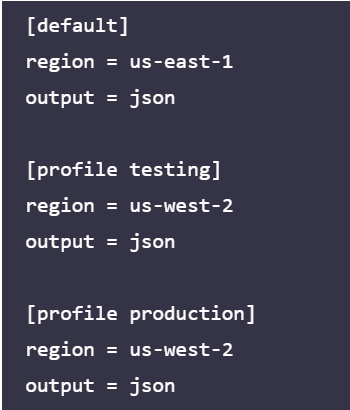 [default]
region = us-east-1
output = json
[profile testing]
region = us-west-2
output = json
[profile production]
region = us-west-2
output = json